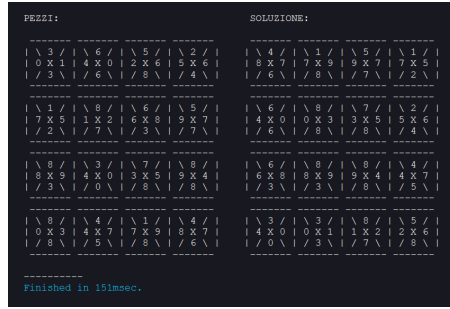 PEZZI: SOLUZIONE:
------- ------- ------- ------- ------- ------- ------- -------
| \ 3 / | \ 6 / | \ 5 / | \ 2 / | | \ 4 / | \ 1 / | \ 5 / | \ 1 / |
| 0 X 1 | 4 X 0 | 2 X 6 | 5 X 6 | | 8 X 7 | 9 X 7 | 9 X 7 | 7 X 5 |
| / 3 \ | / 6 \ | / 8 \ | / 4 \ | | / 6 \ | / 8 \ | / 7 \ | / 2 \ |
------- ------- ------- ------- ------- ------- ------- -------
------- ------- ------- ------- ------- ------- ------- -------
| \ 1 / | \ 8 / | \ 6 / | \ 5 / | | \ 6 / | \ 8 / | \ 7 / | \ 2 / |
| 7 X 5 | 1 X 2 | 6 X 8 | 9 X 7 | | 4 X 0 | 0 X 3 | 3 X 5 | 5 X 6 |
| / 2 \ | / 7 \ | / 3 \ | / 7 \ | | / 6 \ | / 8 \ | / 8 \ | / 4 \ |
------- ------- ------- ------- ------- ------- ------- -------
------- ------- ------- ------- ------- ------- ------- -------
| \ 8 / | \ 3 / | \ 7 / | \ 8 / | | \ 6 / | \ 8 / | \ 8 / | \ 4 / |
| 8 X 9 | 4 X 0 | 3 X 5 | 9 X 4 | | 6 X 8 | 8 X 9 | 9 X 4 | 4 X 7 |
| / 3 \ | / 0 \ | / 8 \ | / 8 \ | | / 3 \ | / 3 \ | / 8 \ | / 5 \ |
------- ------- ------- ------- ------- ------- ------- -------
------- ------- ------- ------- ------- ------- ------- -------
| \ 8 / | \ 4 / | \ 1 / | \ 4 / | | \ 3 / | \ 3 / | \ 8 / | \ 5 / |
| 0 X 3 | 4 X 7 | 7 X 9 | 8 X 7 | | 4 X 0 | 0 X 1 | 1 X 2 | 2 X 6 |
| / 8 \ | / 5 \ | / 8 \ | / 6 \ | | / 0 \ | / 3 \ | / 7 \ | / 8 \ |
------- ------- ------- ------- ------- ------- ------- -------
----------
Finished in 151msec.